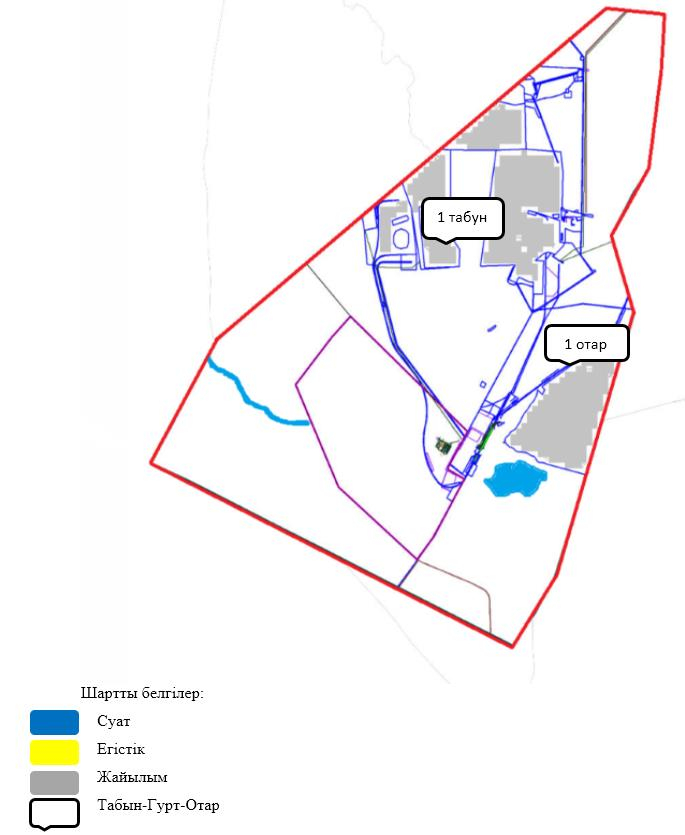 1 табун
1 отар
Шартты белгілер:
Суат
Егістік
Жайылым
Табын-Гурт-Отар